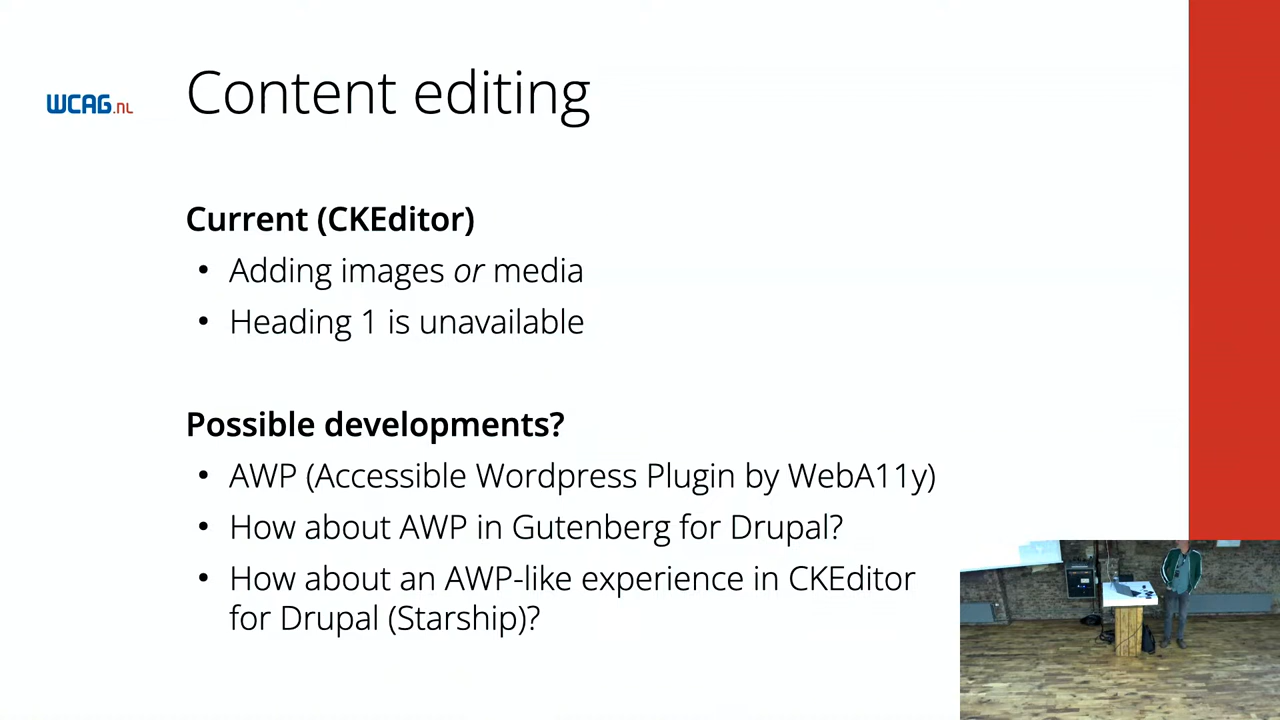 WCAG.nl
Content editing
Current (CKEditor)
• Adding images or media
• Heading 1 is unavailable
Possible developments?
• AWP (Accessible Wordpress Plugin by WebA11y)
• How about AWP in Gutenberg for Drupal?
• How about an AWP-like experience in CKEditor
for Drupal (Starship)?